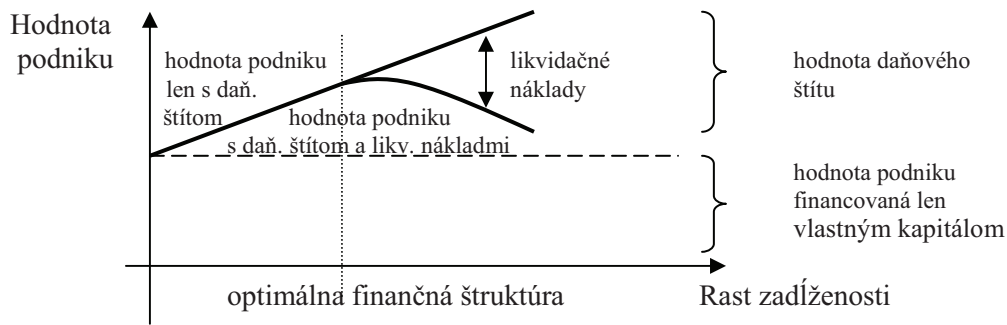 Hodnota
podniku
hodnota podniku
len s daň.
štítom
hodnota podniku
s daň. štítom a likv. nákladmi
likvidačné
náklady
hodnota daňového
štítu
hodnota podniku
financovaná len
vlastným kapitálom
optimálna finančná štruktúra
Rast zadĺženosti